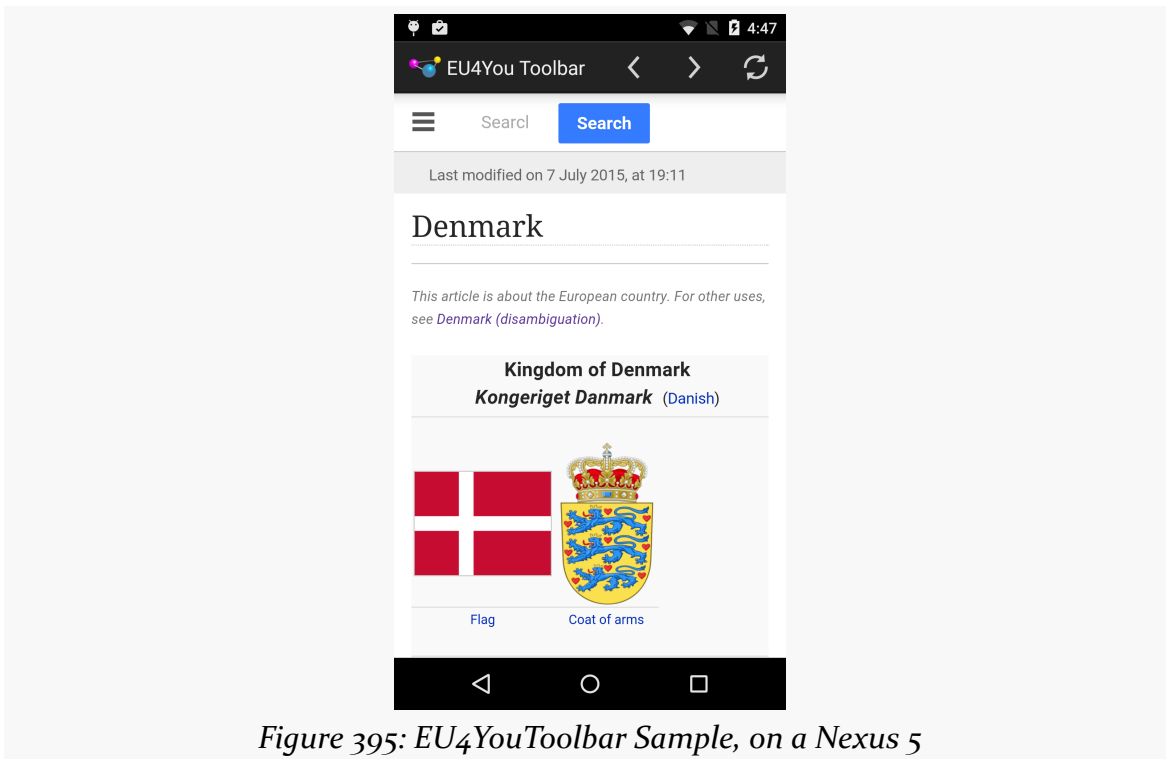 4:47
EU4You Toolbar
Searcl Search
Last modified on 7 July 2015, at 19:11
Denmark
This article is about the European country. For other uses,
see Denmark (disambiguation).
Kingdom of Denmark
Kongeriget Danmark (Danish)
Flag Coat of arms
Figure 395: EU4YouToolbar Sample, on a Nexus 5